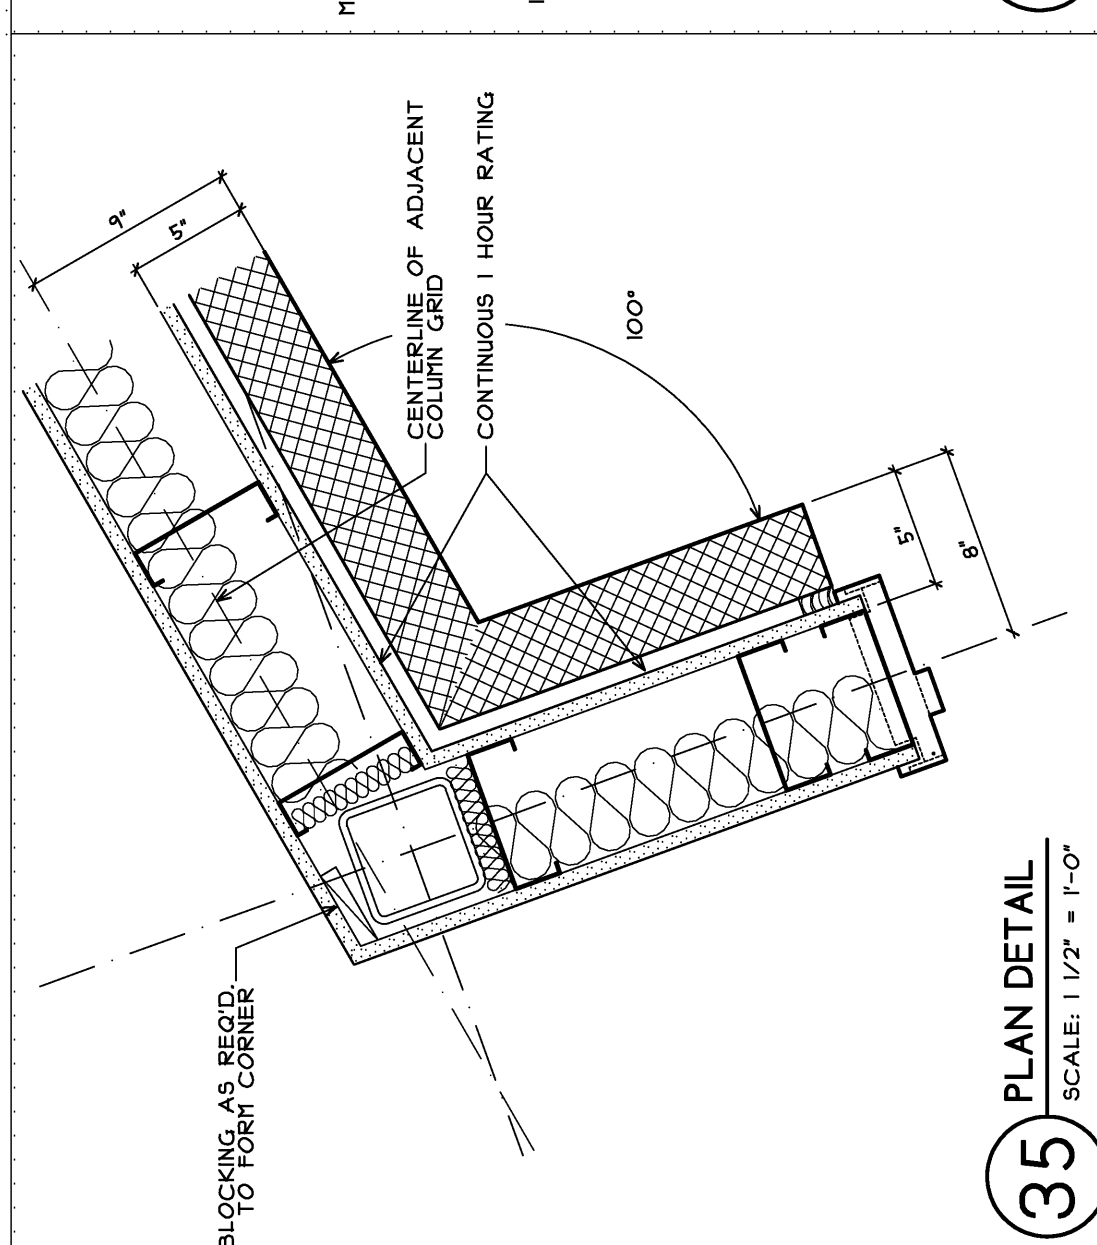 9"
5"
CENTERLINE OF ADJACENT
COLUMN GRID
CONTINUOUS 1 HOUR RATING
100°
5"
8"
BLOCKING AS REQ'D.
TO FORM CORNER
35
PLAN DETAIL
SCALE: 1 1/2" = 1'-0"